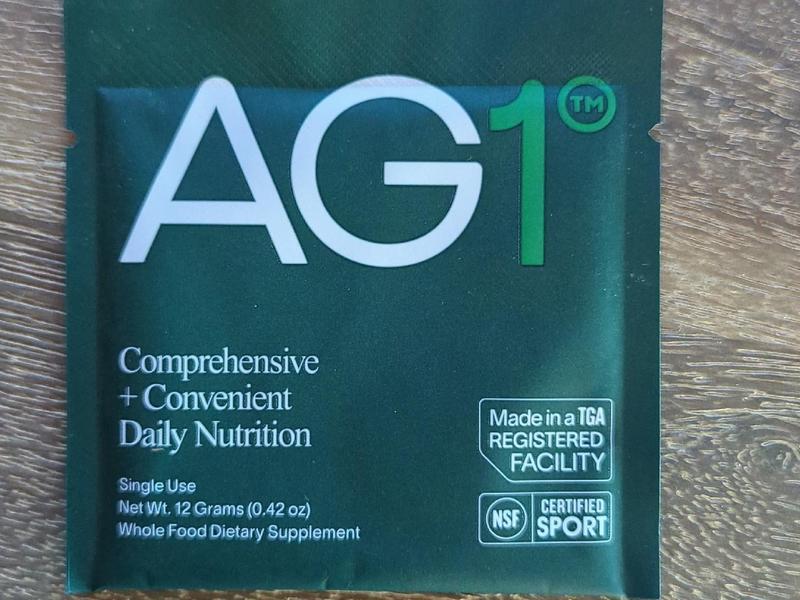 AG1™
Comprehensive
+ Convenient
Daily Nutrition
Single Use
Net Wt. 12 Grams (0.42 oz)
Whole Food Dietary Supplement
Made in a TGA
REGISTERED
FACILITY
NSF
CERTIFIED
SPORT